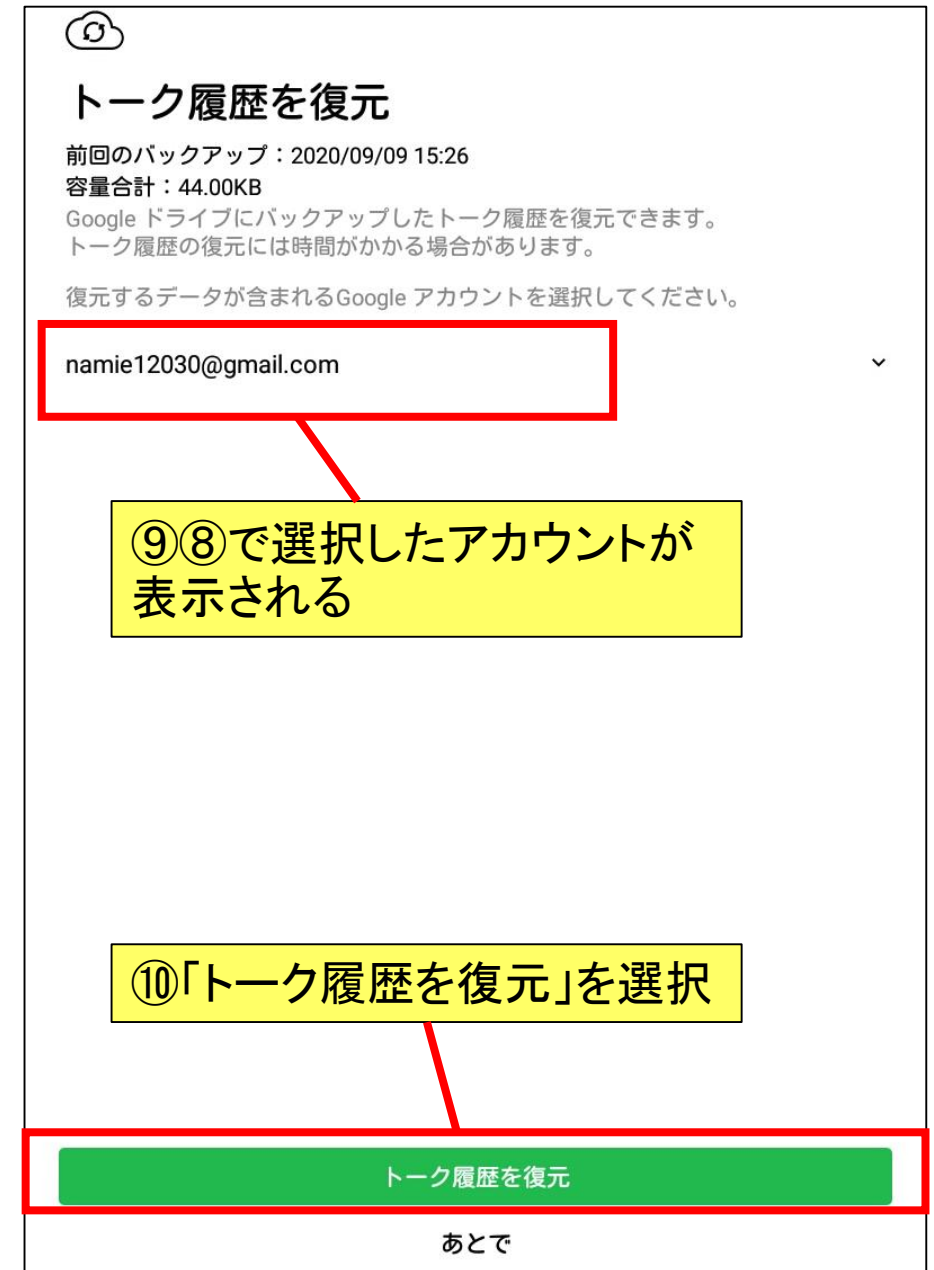 トーク履歴を復元
前回のバックアップ：2020/09/09 15:26
容量合計：44.00KB
Google ドライブにバックアップしたトーク履歴を復元できます。
トーク履歴の復元には時間がかかる場合があります。
復元するデータが含まれるGoogle アカウントを選択してください。
namie12030@gmail.com
⑨⑧で選択したアカウントが
表示される
⑩「トーク履歴を復元」を選択
トーク履歴を復元
あとで